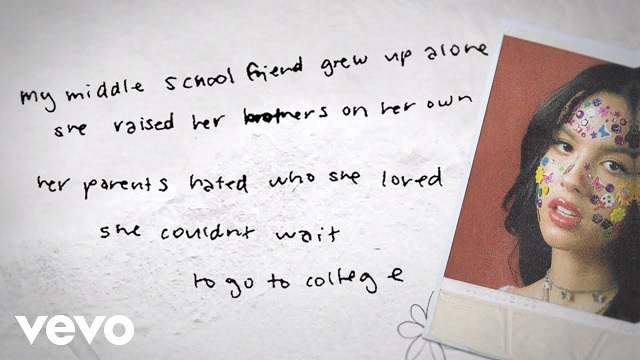 my middle school friend grew up alone
she raised her brothers on her own
her parents hated who she loved
she couldnt wait
to go to college
vevo